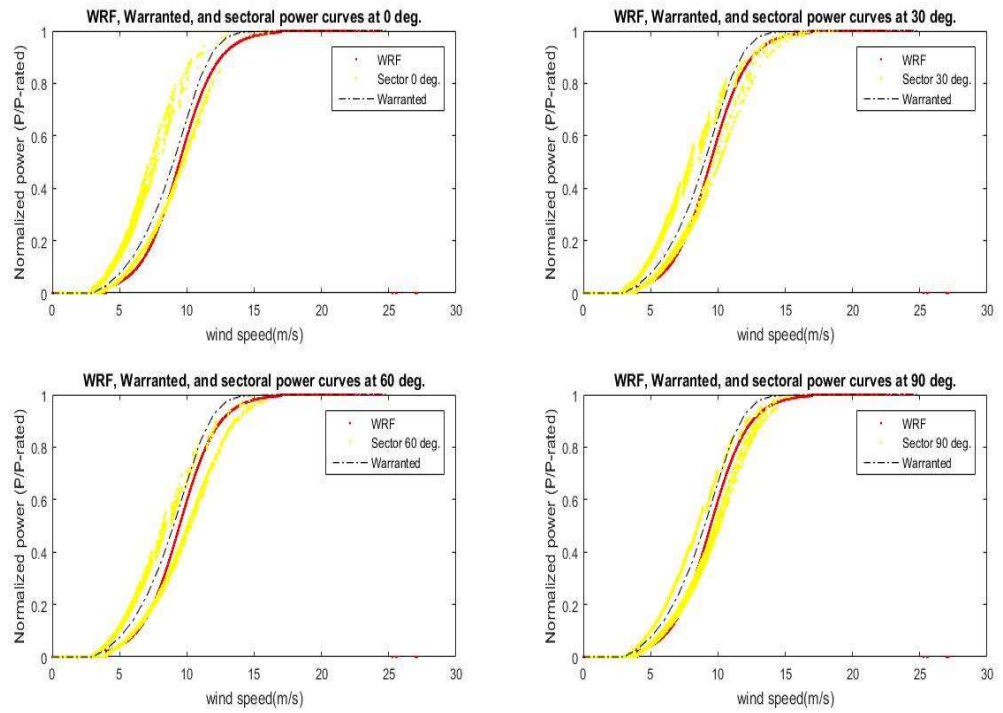 WRF, Warranted, and sectoral power curves at 0 deg.
Normalized power (P/P-rated)
1
0.8
0.6
0.4
0.2
0
WRF
Sector 0 deg.
Warranted
0 5 10 15 20 25 30
wind speed(m/s)
WRF, Warranted, and sectoral power curves at 30 deg.
Normalized power (P/P-rated)
1
0.8
0.6
0.4
0.2
0
WRF
Sector 30 deg.
Warranted
0 5 10 15 20 25 30
wind speed(m/s)
WRF, Warranted, and sectoral power curves at 60 deg.
Normalized power (P/P-rated)
1
0.8
0.6
0.4
0.2
0
WRF
Sector 60 deg.
Warranted
0 5 10 15 20 25 30
wind speed(m/s)
WRF, Warranted, and sectoral power curves at 90 deg.
Normalized power (P/P-rated)
1
0.8
0.6
0.4
0.2
0
WRF
Sector 90 deg.
Warranted
0 5 10 15 20 25 30
wind speed(m/s)